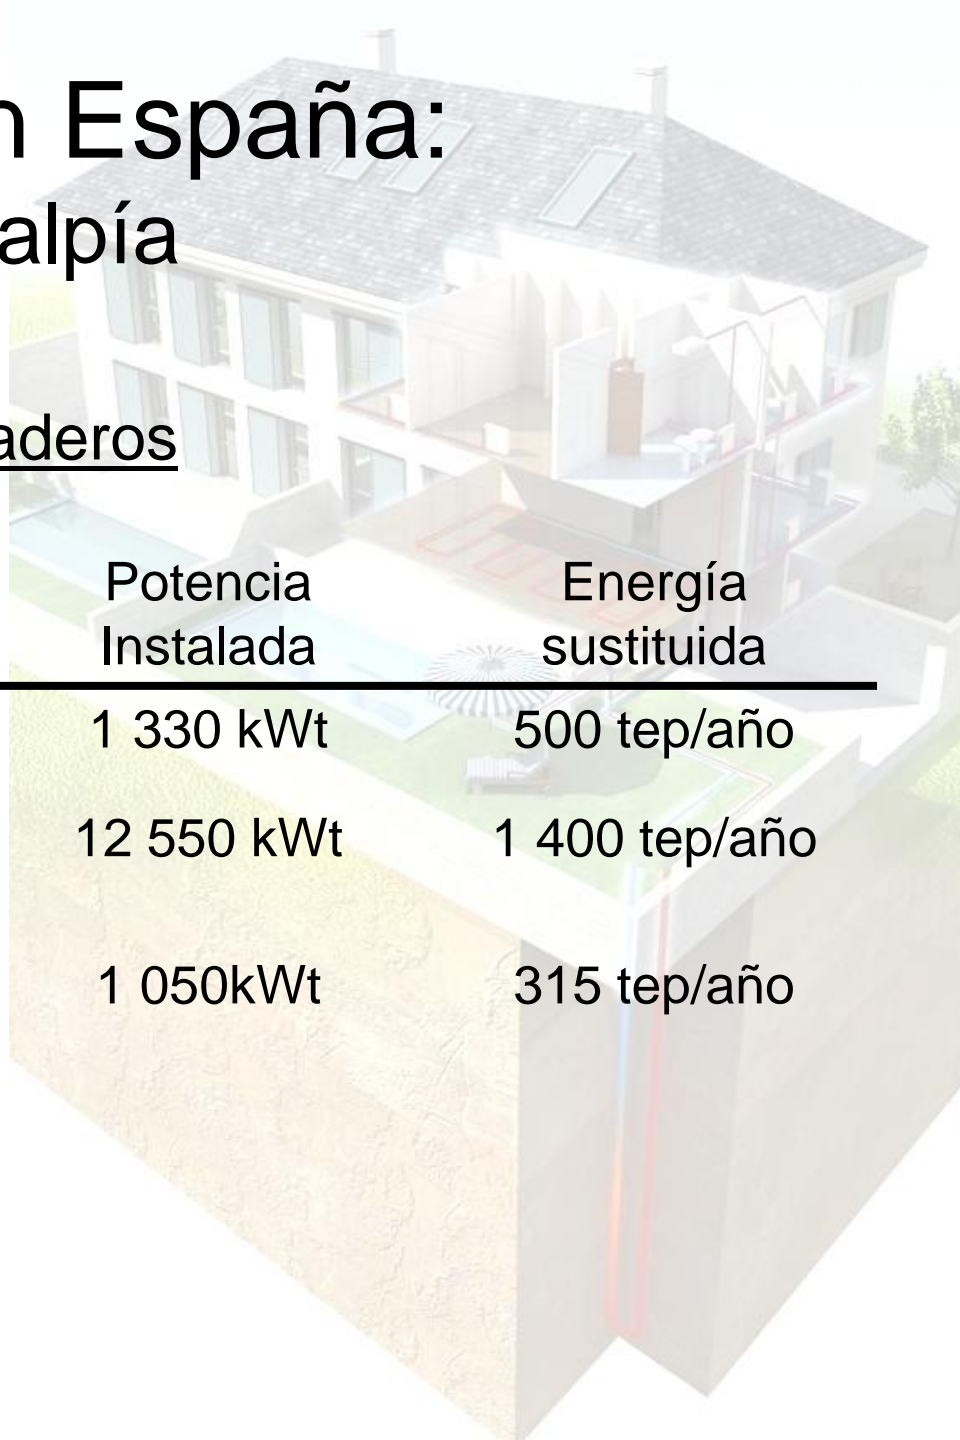 n España:
alpía
aderos
Potencia Energía
Instalada sustituida
1 330 kWt 500 tep/año
12 550 kWt 1 400 tep/año
1 050kWt 315 tep/año